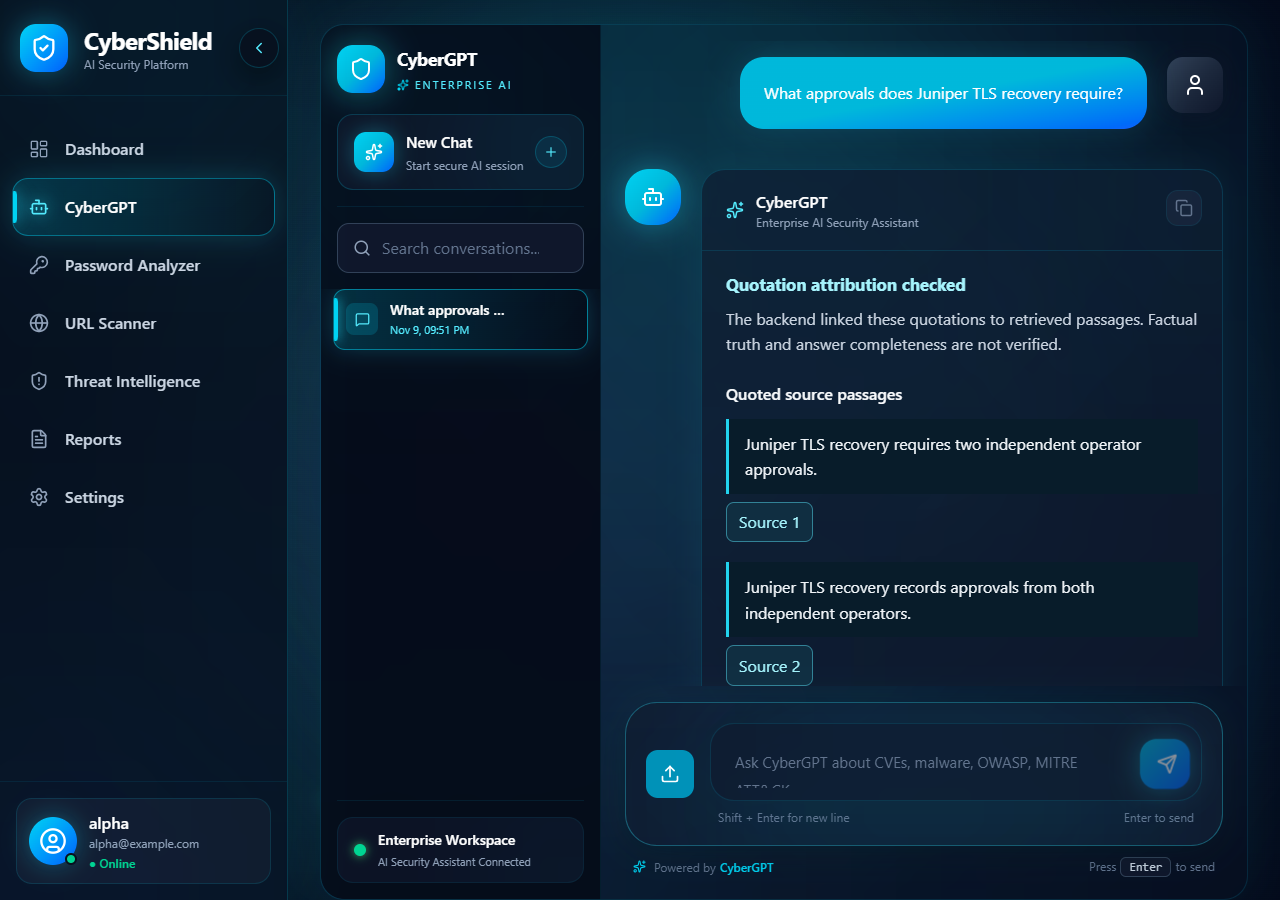 CyberShield
AI Security Platform
Dashboard
CyberGPT
Password Analyzer
URL Scanner
Threat Intelligence
Reports
Settings
alpha
alpha@example.com
● Online
CyberGPT
ENTERPRISE AI
New Chat
Start secure AI session
Search conversations...
What approvals ...
Nov 9, 09:51 PM
Enterprise Workspace
AI Security Assistant Connected
What approvals does Juniper TLS recovery require?
CyberGPT
Enterprise AI Security Assistant
Quotation attribution checked
The backend linked these quotations to retrieved passages. Factual
truth and answer completeness are not verified.
Quoted source passages
Juniper TLS recovery requires two independent operator
approvals.
Source 1
Juniper TLS recovery records approvals from both
independent operators.
Source 2
Ask CyberGPT about CVEs, malware, OWASP, MITRE
Shift + Enter for new line
Enter to send
Powered by CyberGPT
Press Enter to send